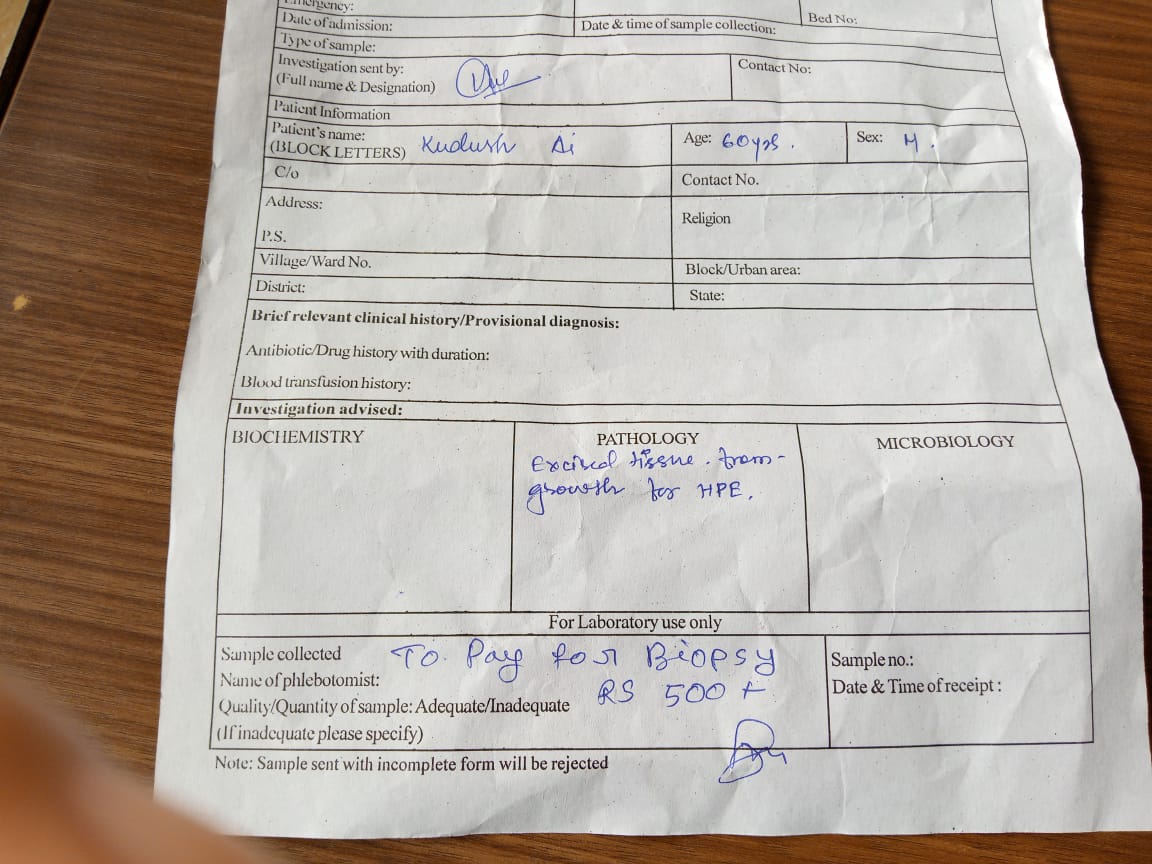 Emergency:
Date of admission:
Date & time of sample collection:
Bed No:
Type of sample:
Investigation sent by:
(Full name & Designation)
Contact No:
Patient Information
Patient's name:
(BLOCK LETTERS) Kudush Ai
Age: 60yrs.
Sex: M.
C/o
Contact No.
Address:
Religion
P.S.
Village/Ward No.
Block/Urban area:
District:
State:
Brief relevant clinical history/Provisional diagnosis:
Antibiotic/Drug history with duration:
Blood transfusion history:
Investigation advised:
BIOCHEMISTRY
PATHOLOGY
Excised tissue from
growth for HPE.
MICROBIOLOGY
For Laboratory use only
Sample collected
To Pay for Biopsy
Name of phlebotomist:
RS 500
Quality/Quantity of sample: Adequate/Inadequate
(If inadequate please specify)
Sample no.:
Date & Time of receipt :
Note: Sample sent with incomplete form will be rejected